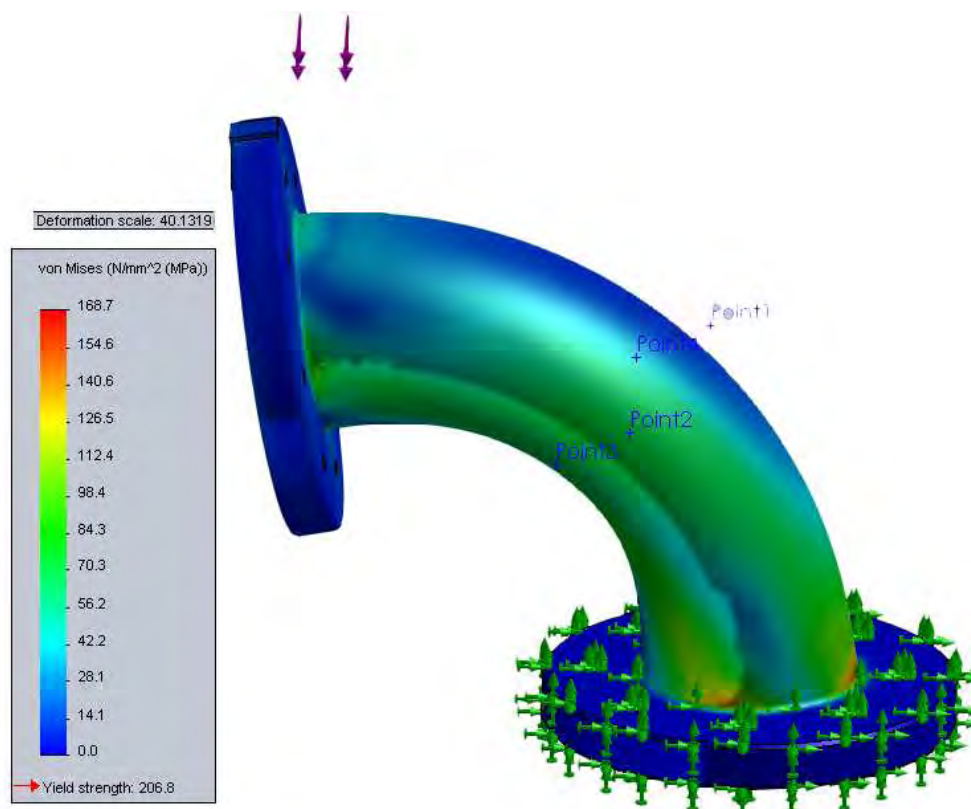 Deformation scale: 40.1319
von Mises (N/mm^2 (MPa))
168.7
154.6
140.6
126.5
112.4
98.4
84.3
70.3
56.2
42.2
28.1
14.1
0.0
Yield strength: 206.8
Point1
Point2